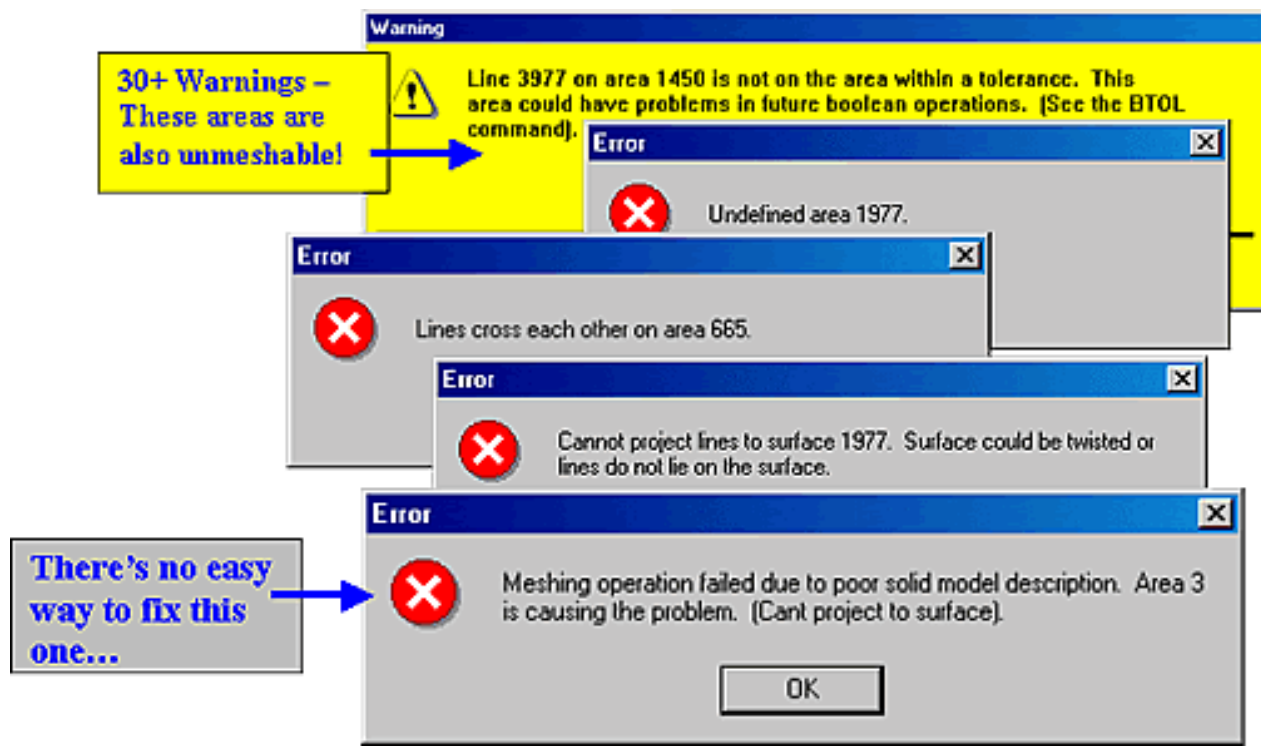 Warning
30+ Warnings –
These areas are
also unmeshable!
Line 3977 on area 1450 is not on the area within a tolerance. This
area could have problems in future boolean operations. (See the BTOL
command).
Error
Undefined area 1977.
Error
Lines cross each other on area 665.
Error
Cannot project lines to surface 1977. Surface could be twisted or
lines do not lie on the surface.
Error
There's no easy
way to fix this
one...
Meshing operation failed due to poor solid model description. Area 3
is causing the problem. (Cant project to surface).
OK